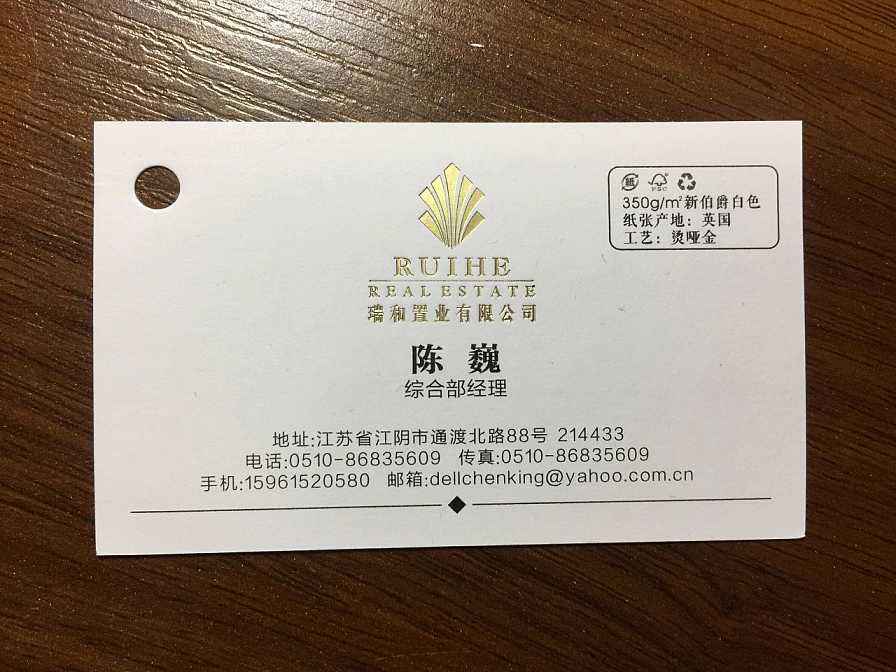 350g/㎡新伯爵白色
纸张产地：英国
工艺：烫哑金
RUIHE
REAL ESTATE
瑞和置业有限公司
陈 巍
综合部经理
地址:江苏省江阴市通渡北路88号 214433
电话:0510-86835609 传真:0510-86835609
手机:15961520580 邮箱:dellchenking@yahoo.com.cn